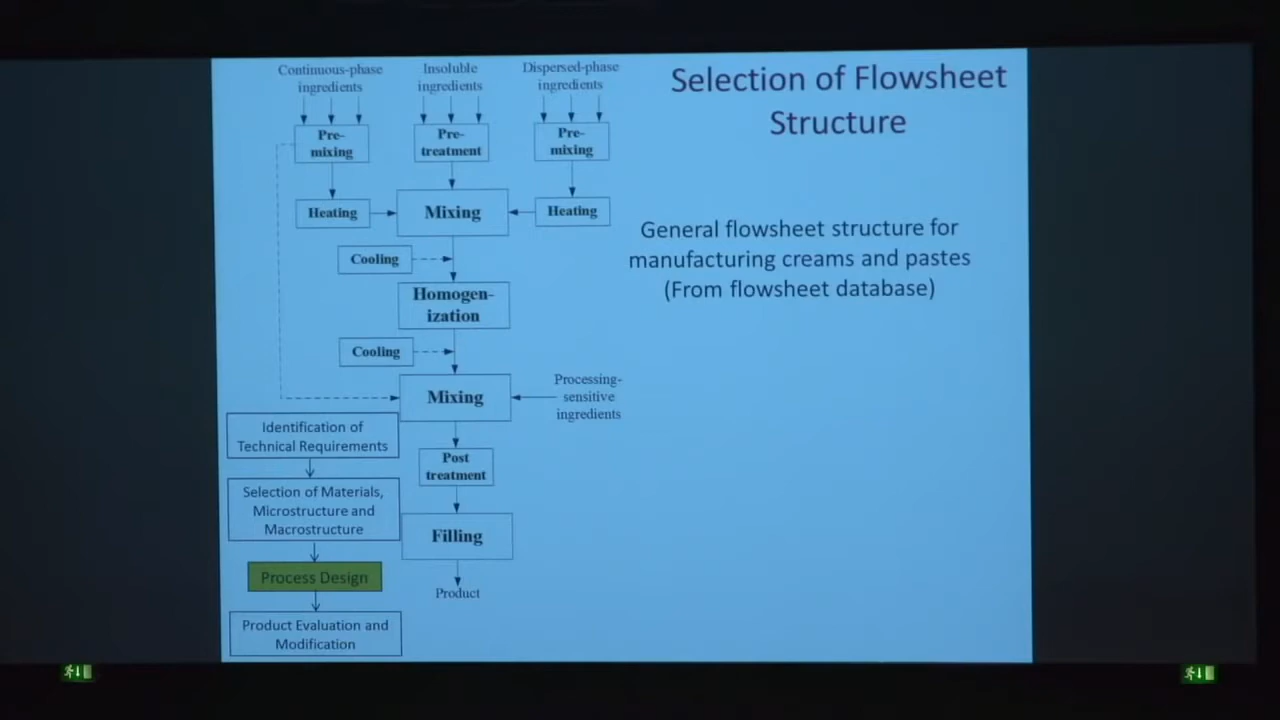 Selection of Flowsheet
Structure
General flowsheet structure for
manufacturing creams and pastes
(From flowsheet database)
Continuous-phase
ingredients
Insoluble
ingredients
Dispersed-phase
ingredients
Pre-
mixing
Pre-
treatment
Pre-
mixing
Heating
Mixing
Heating
Cooling
Homogen-
ization
Cooling
Mixing
Processing-
sensitive
ingredients
Post
treatment
Filling
Product
Identification of
Technical Requirements
Selection of Materials,
Microstructure and
Macrostructure
Process Design
Product Evaluation and
Modification